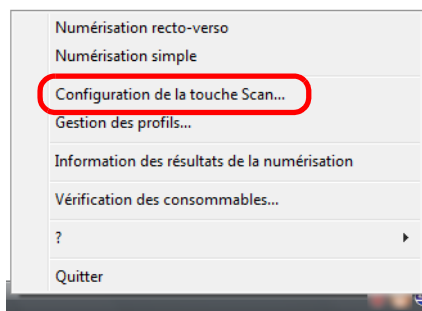 Numérisation recto-verso
Numérisation simple
Configuration de la touche Scan...
Gestion des profils...
Information des résultats de la numérisation
Vérification des consommables...
?
Quitter